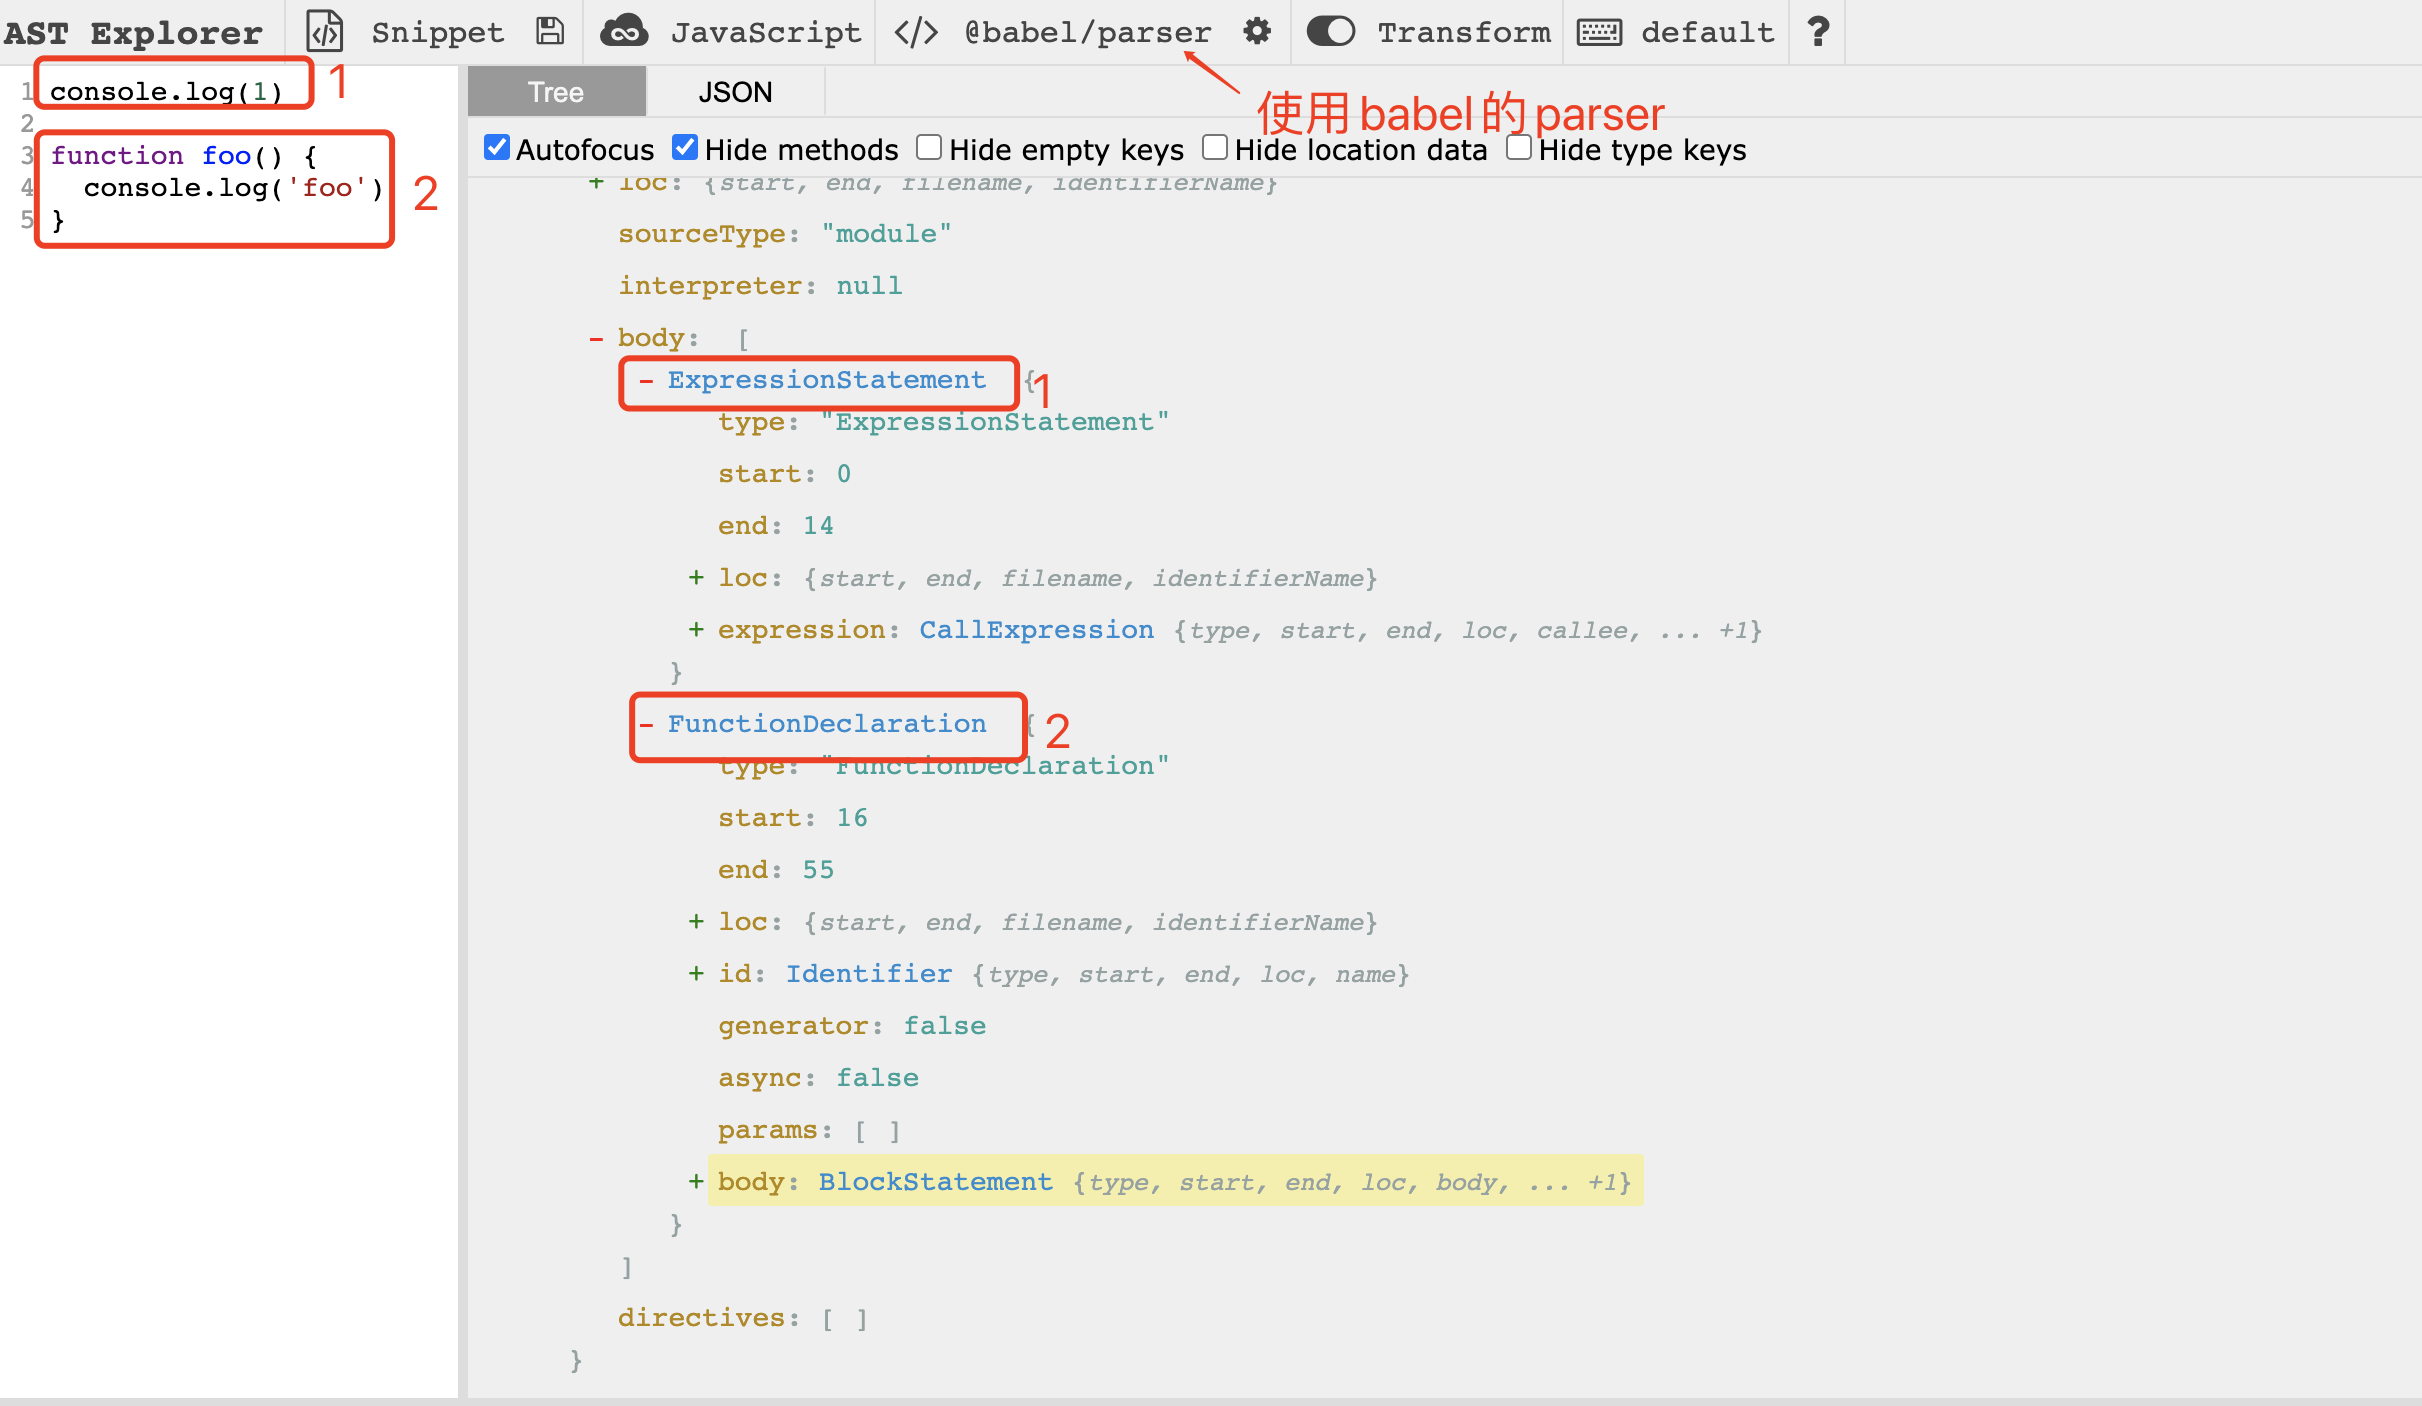 AST Explorer Snippet JavaScript </> @babel/parser Transform default ?
使用babel的parser
1 console.log(1) 1
2
3 function foo() {
4 console.log('foo') 2
5 }
Tree JSON
Autofocus Hide methods Hide empty keys Hide location data Hide type keys
+ loc: {start, end, filename, identifierName}
sourceType: "module"
interpreter: null
- body: [
- ExpressionStatement { 1
type: "ExpressionStatement"
start: 0
end: 14
+ loc: {start, end, filename, identifierName}
+ expression: CallExpression {type, start, end, loc, callee, ... +1}
}
- FunctionDeclaration { 2
type: "FunctionDeclaration"
start: 16
end: 55
+ loc: {start, end, filename, identifierName}
+ id: Identifier {type, start, end, loc, name}
generator: false
async: false
params: [ ]
+ body: BlockStatement {type, start, end, loc, body, ... +1}
}
]
directives: [ ]
}